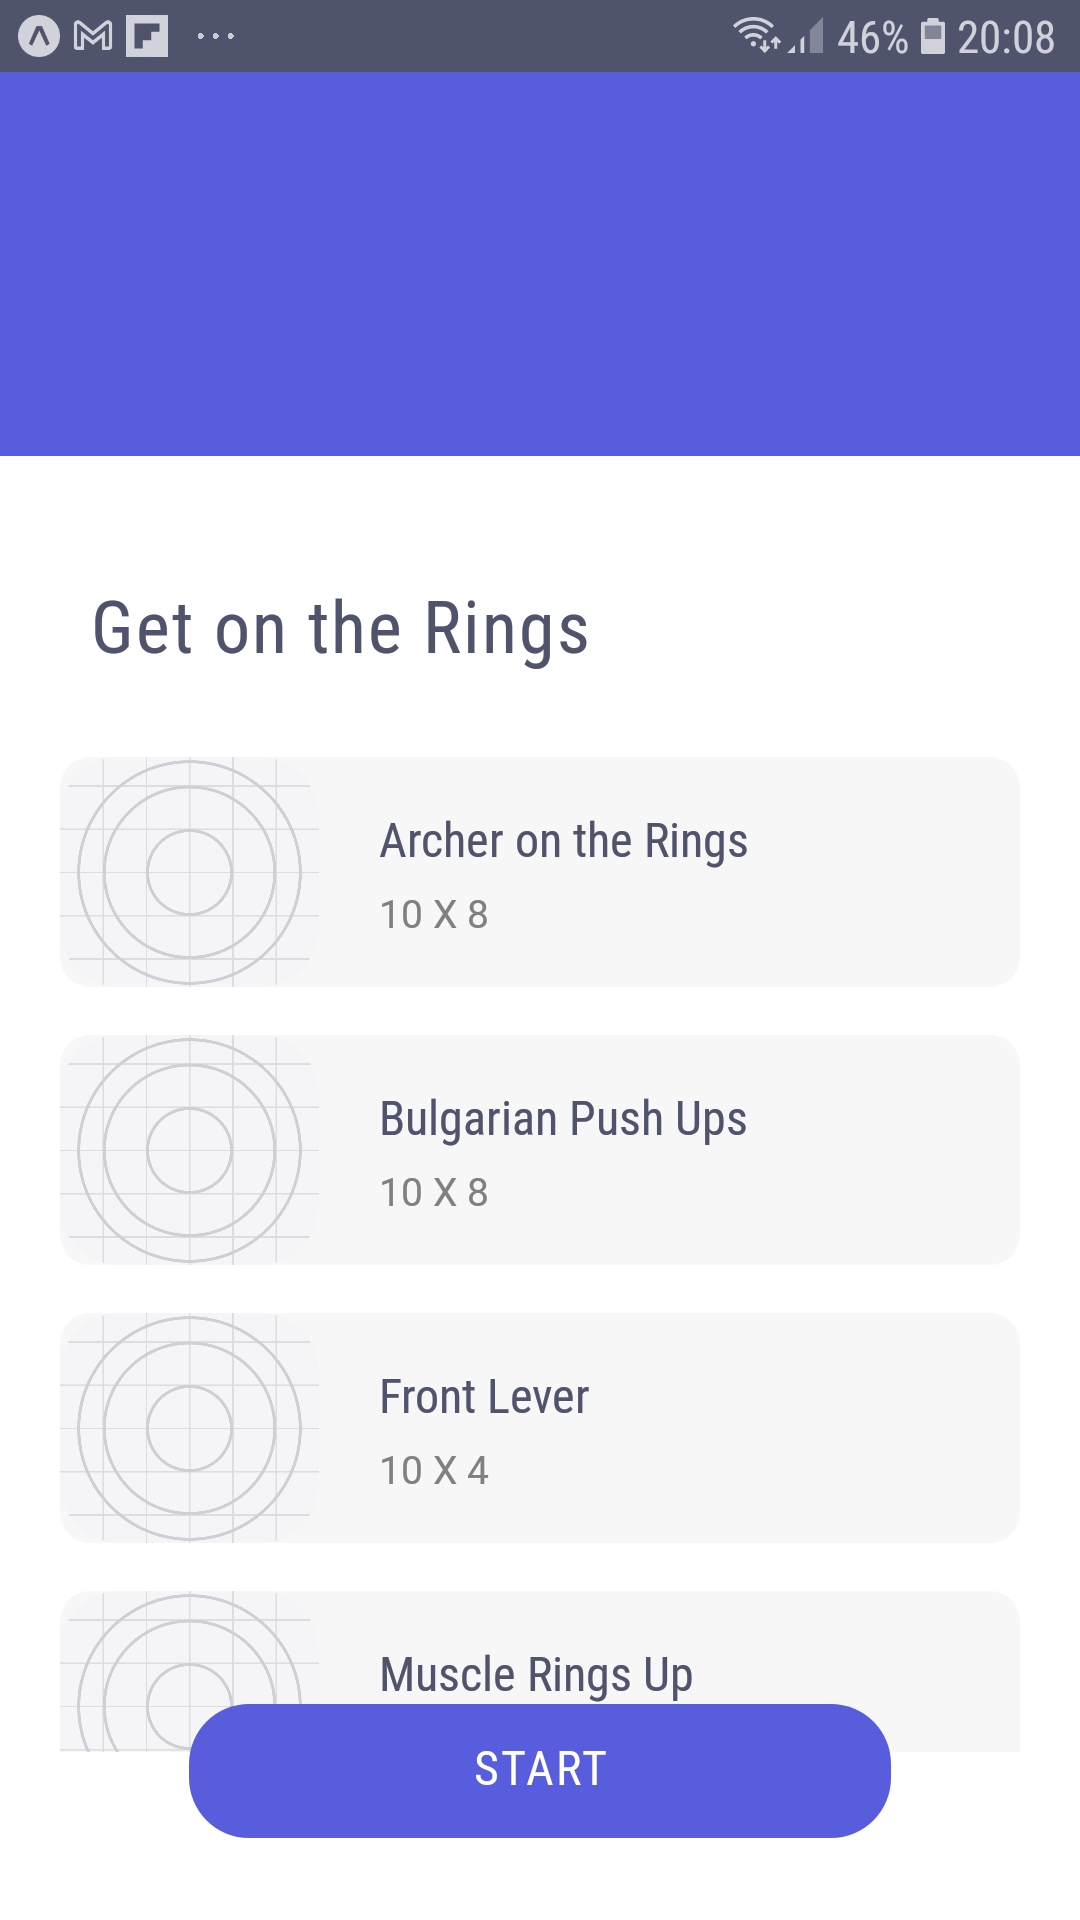 46% 20:08
Get on the Rings
Archer on the Rings
10 X 8
Bulgarian Push Ups
10 X 8
Front Lever
10 X 4
Muscle Rings Up
START